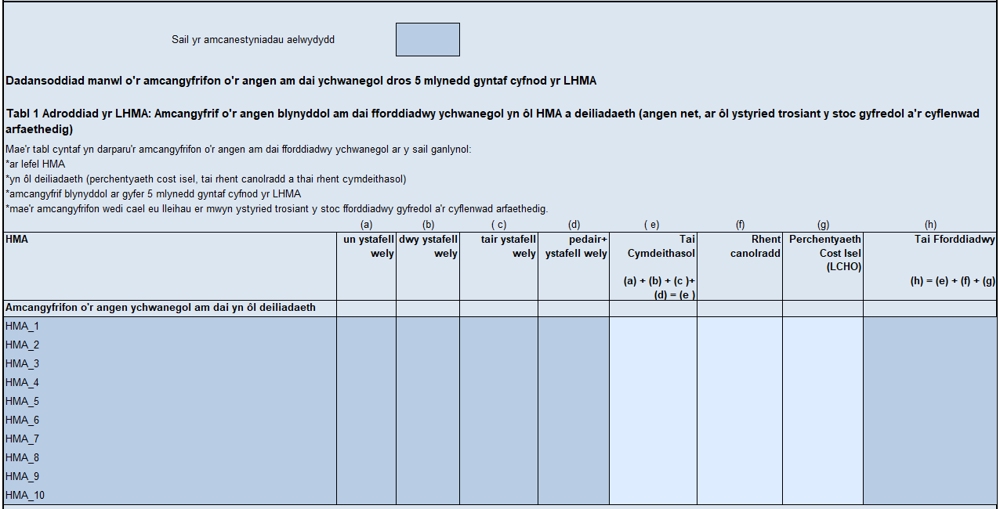 Sail yr amcanestyniadau aelwydydd
Dadansoddiad manwl o'r amcangyfrifon o'r angen am dai ychwanegol dros 5 mlynedd gyntaf cyfnod yr LHMA
Tabl 1 Adroddiad yr LHMA: Amcangyfrif o'r angen blynyddol am dai fforddiadwy ychwanegol yn ôl HMA a deiliadaeth (angen net, ar ôl ystyried trosiant y stoc gyfredol a'r cyflenwad
arfaethedig)
Mae'r tabl cyntaf yn darparu'r amcangyfrifon o'r angen am dai fforddiadwy ychwanegol ar y sail ganlynol:
*ar lefel HMA
*yn ôl deiliadaeth (perchentyaeth cost isel, tai rhent canolradd a thai rhent cymdeithasol)
*amcangyfrif blynyddol ar gyfer 5 mlynedd gyntaf cyfnod yr LHMA
*mae'r amcangyfrifon wedi cael eu lleihau er mwyn ystyried trosiant y stoc fforddiadwy gyfredol a'r cyflenwad arfaethedig.
(a) (b) ( c) (d) ( e) (f) (g) (h)
HMA un ystafell dwy ystafell tair ystafell pedair+ Tai Rhent Perchentyaeth Tai Fforddiadwy
wely wely wely ystafell wely Cymdeithasol canolradd Cost Isel
(LCHO)
(a) + (b) + (c )+ (h) = (e) + (f) + (g)
(d) = (e )
Amcangyfrifon o'r angen ychwanegol am dai yn ôl deiliadaeth
HMA_1
HMA_2
HMA_3
HMA_4
HMA_5
HMA_6
HMA_7
HMA_8
HMA_9
HMA_10